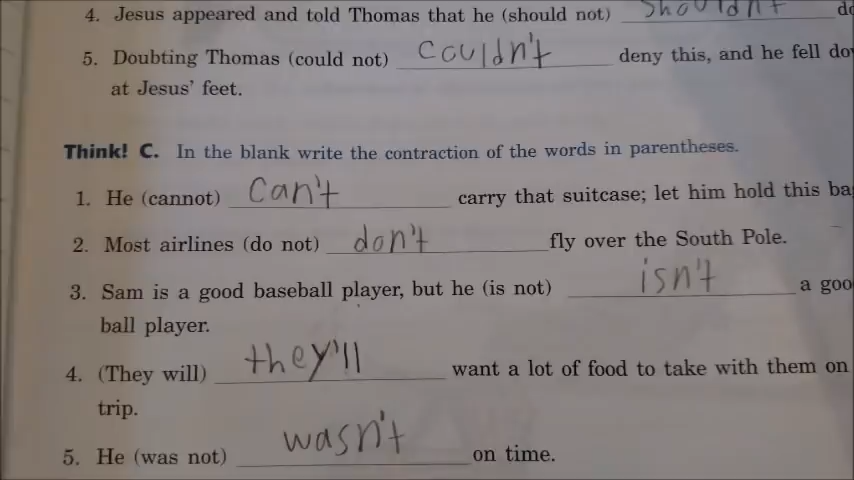 4. Jesus appeared and told Thomas that he (should not) shouldn't
5. Doubting Thomas (could not) couldn't deny this, and he fell
at Jesus' feet.
Think! C. In the blank write the contraction of the words in parentheses.
1. He (cannot) can't carry that suitcase; let him hold this
2. Most airlines (do not) don't fly over the South Pole.
3. Sam is a good baseball player, but he (is not) isn't a
ball player.
4. (They will) they'll want a lot of food to take with them on
trip.
5. He (was not) wasn't on time.